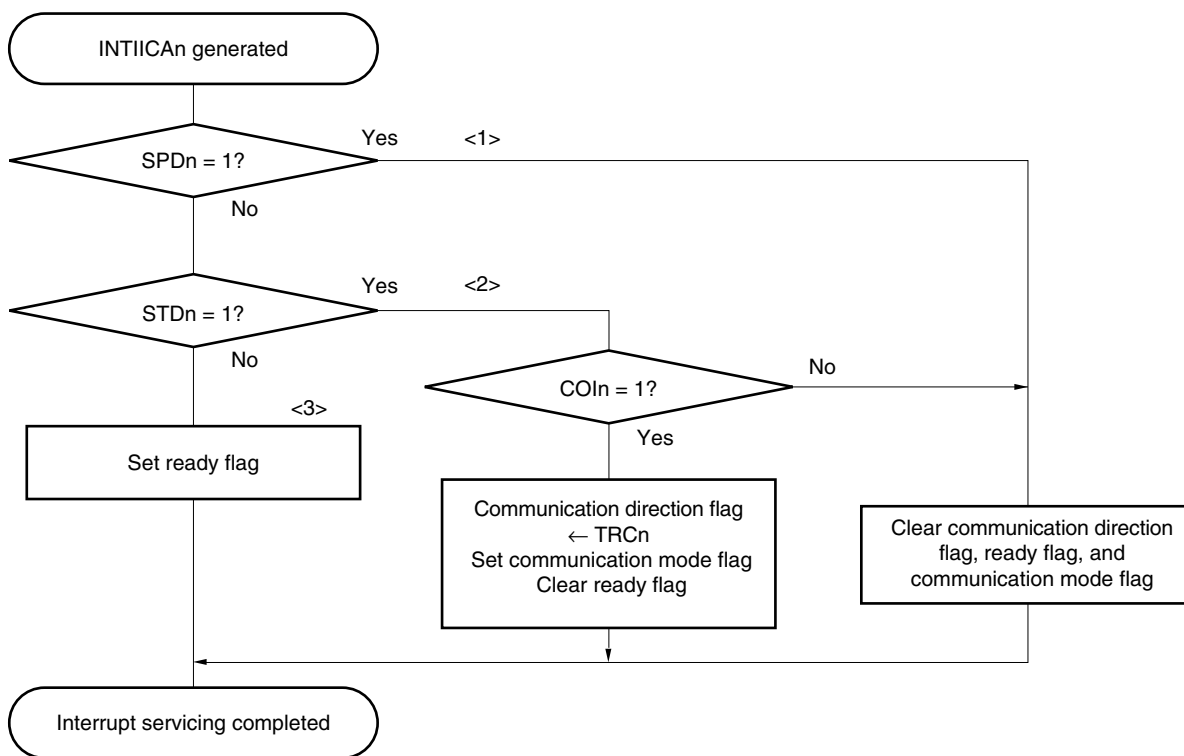 INTIICAn generated
Yes
<1>
SPDn = 1?
No
Yes
<2>
STDn = 1?
No
No
COIn = 1?
<3>
Yes
Set ready flag
Communication direction flag
← TRCn
Set communication mode flag
Clear ready flag
Clear communication direction
flag, ready flag, and
communication mode flag
Interrupt servicing completed